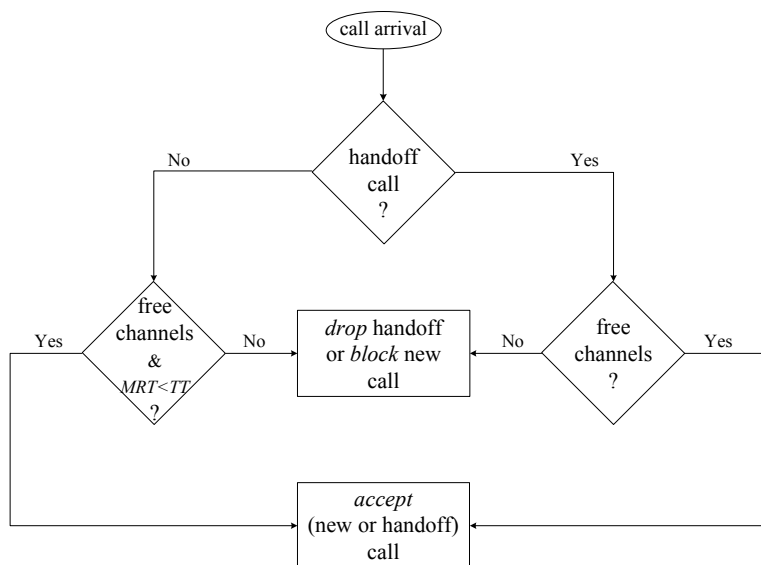 call arrival
No
handoff
call
?
Yes
Yes
free
channels
&
MRT<TT
?
No
drop handoff
or block new
call
No
free
channels
?
Yes
accept
(new or handoff)
call